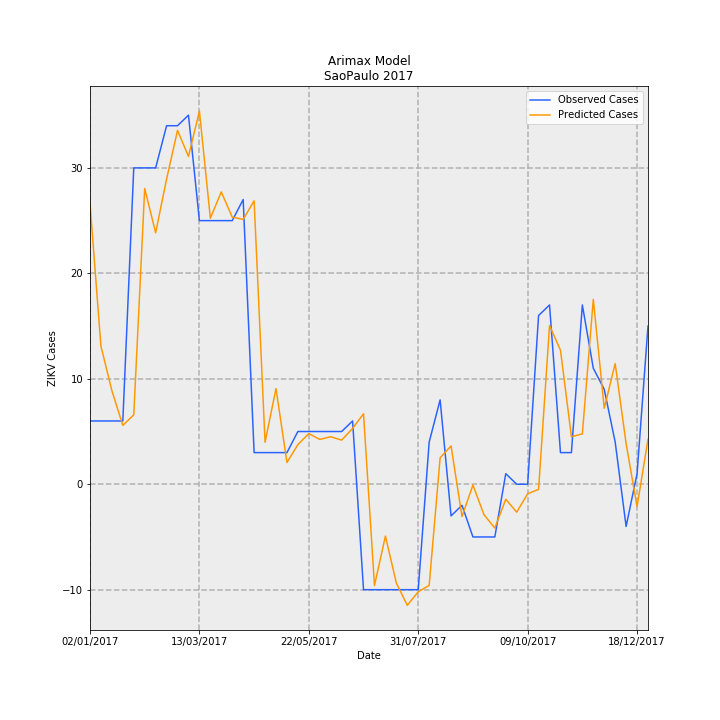 Arimax Model
SaoPaulo 2017
Observed Cases
Predicted Cases
ZIKV Cases
30
20
10
0
−10
02/01/2017 13/03/2017 22/05/2017 31/07/2017 09/10/2017 18/12/2017
Date